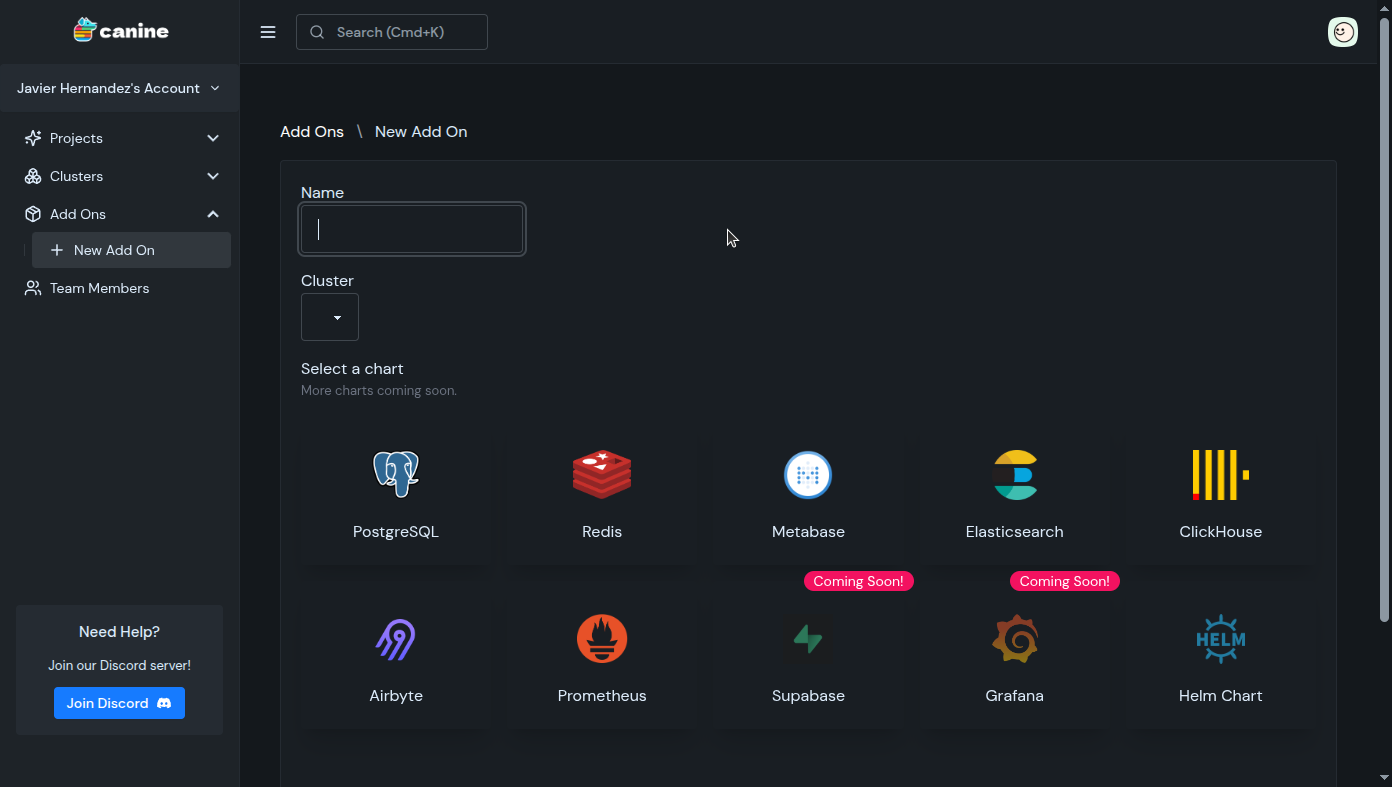 canine
Search (Cmd+K)
Javier Hernandez's Account
Projects
Clusters
Add Ons
New Add On
Team Members
Need Help?
Join our Discord server!
Join Discord
Add Ons \ New Add On
Name
Cluster
Select a chart
More charts coming soon.
PostgreSQL
Redis
Metabase
Elasticsearch
ClickHouse
Coming Soon!
Coming Soon!
Airbyte
Prometheus
Supabase
Grafana
HELM
Helm Chart